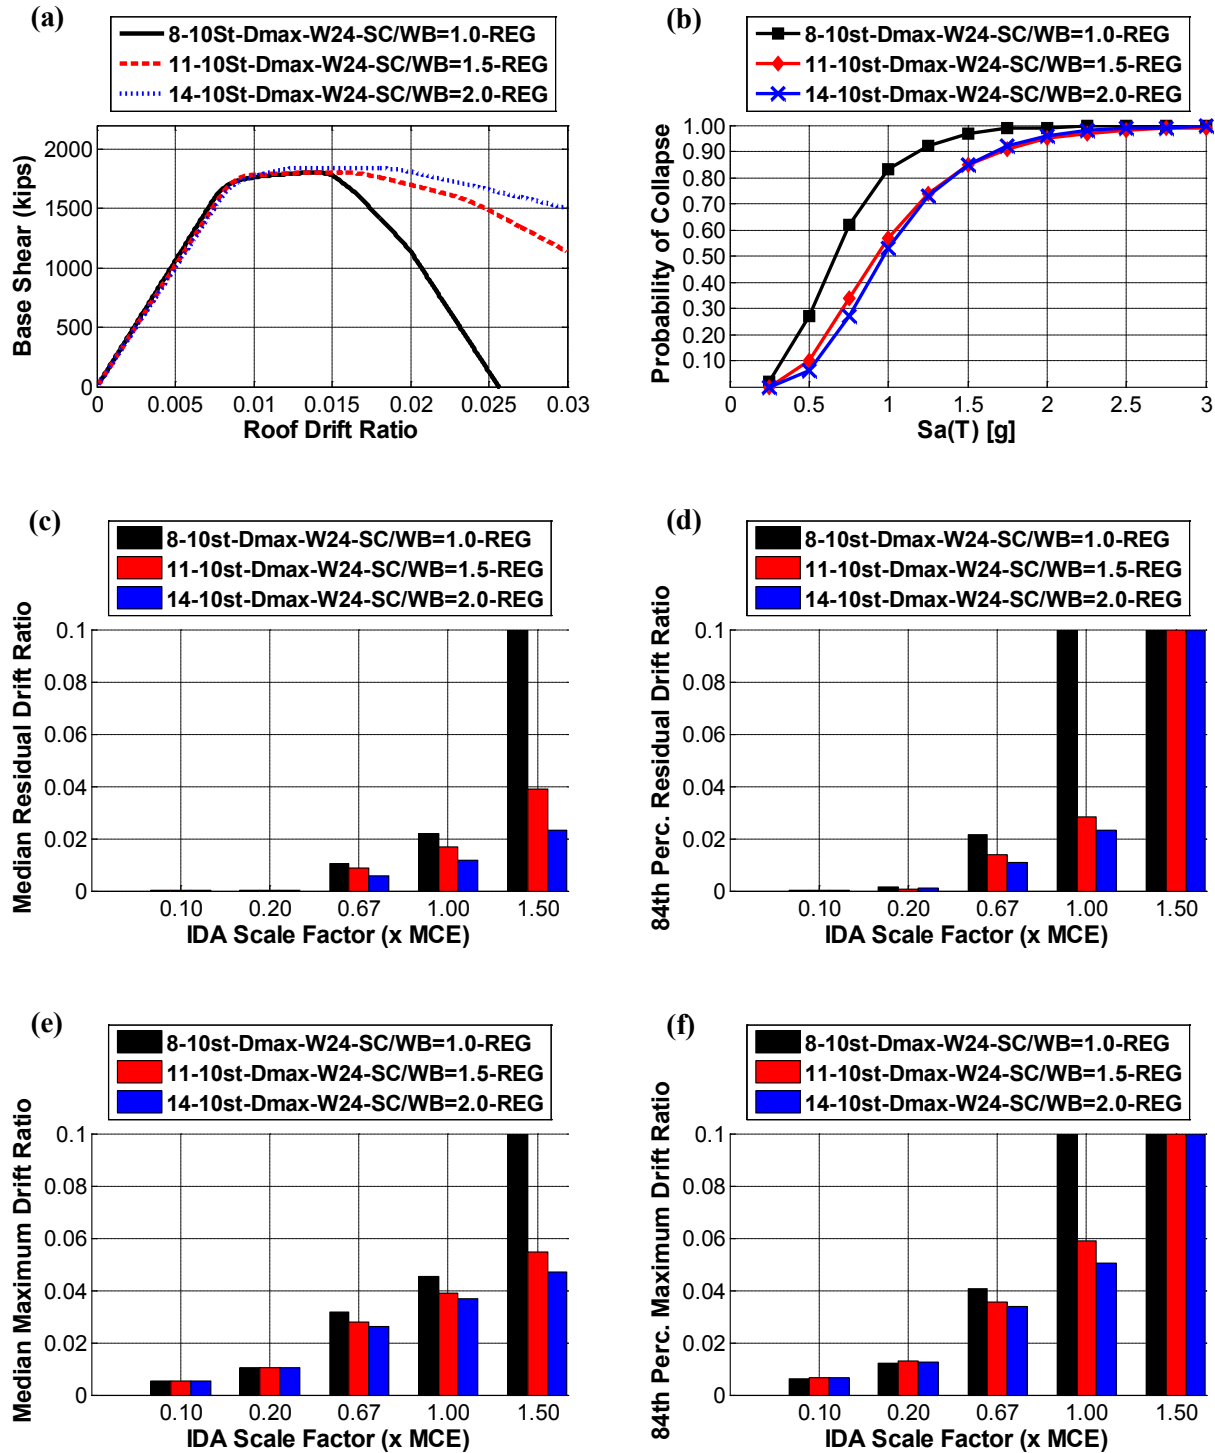 (a)
8-10St-Dmax-W24-SC/WB=1.0-REG
11-10St-Dmax-W24-SC/WB=1.5-REG
14-10St-Dmax-W24-SC/WB=2.0-REG
Base Shear (kips)
2000
1500
1000
500
0
0 0.005 0.01 0.015 0.02 0.025 0.03
Roof Drift Ratio
(b)
8-10st-Dmax-W24-SC/WB=1.0-REG
11-10st-Dmax-W24-SC/WB=1.5-REG
14-10st-Dmax-W24-SC/WB=2.0-REG
Probability of Collapse
1.00
0.90
0.80
0.70
0.60
0.50
0.40
0.30
0.20
0.10
0 0.5 1 1.5 2 2.5 3
Sa(T) [g]
(c)
8-10st-Dmax-W24-SC/WB=1.0-REG
11-10st-Dmax-W24-SC/WB=1.5-REG
14-10st-Dmax-W24-SC/WB=2.0-REG
Median Residual Drift Ratio
0.1
0.08
0.06
0.04
0.02
0
0.10 0.20 0.67 1.00 1.50
IDA Scale Factor (x MCE)
(d)
8-10st-Dmax-W24-SC/WB=1.0-REG
11-10st-Dmax-W24-SC/WB=1.5-REG
14-10st-Dmax-W24-SC/WB=2.0-REG
84th Perc. Residual Drift Ratio
0.1
0.08
0.06
0.04
0.02
0
0.10 0.20 0.67 1.00 1.50
IDA Scale Factor (x MCE)
(e)
8-10st-Dmax-W24-SC/WB=1.0-REG
11-10st-Dmax-W24-SC/WB=1.5-REG
14-10st-Dmax-W24-SC/WB=2.0-REG
Median Maximum Drift Ratio
0.1
0.08
0.06
0.04
0.02
0
0.10 0.20 0.67 1.00 1.50
IDA Scale Factor (x MCE)
(f)
8-10st-Dmax-W24-SC/WB=1.0-REG
11-10st-Dmax-W24-SC/WB=1.5-REG
14-10st-Dmax-W24-SC/WB=2.0-REG
84th Perc. Maximum Drift Ratio
0.1
0.08
0.06
0.04
0.02
0
0.10 0.20 0.67 1.00 1.50
IDA Scale Factor (x MCE)